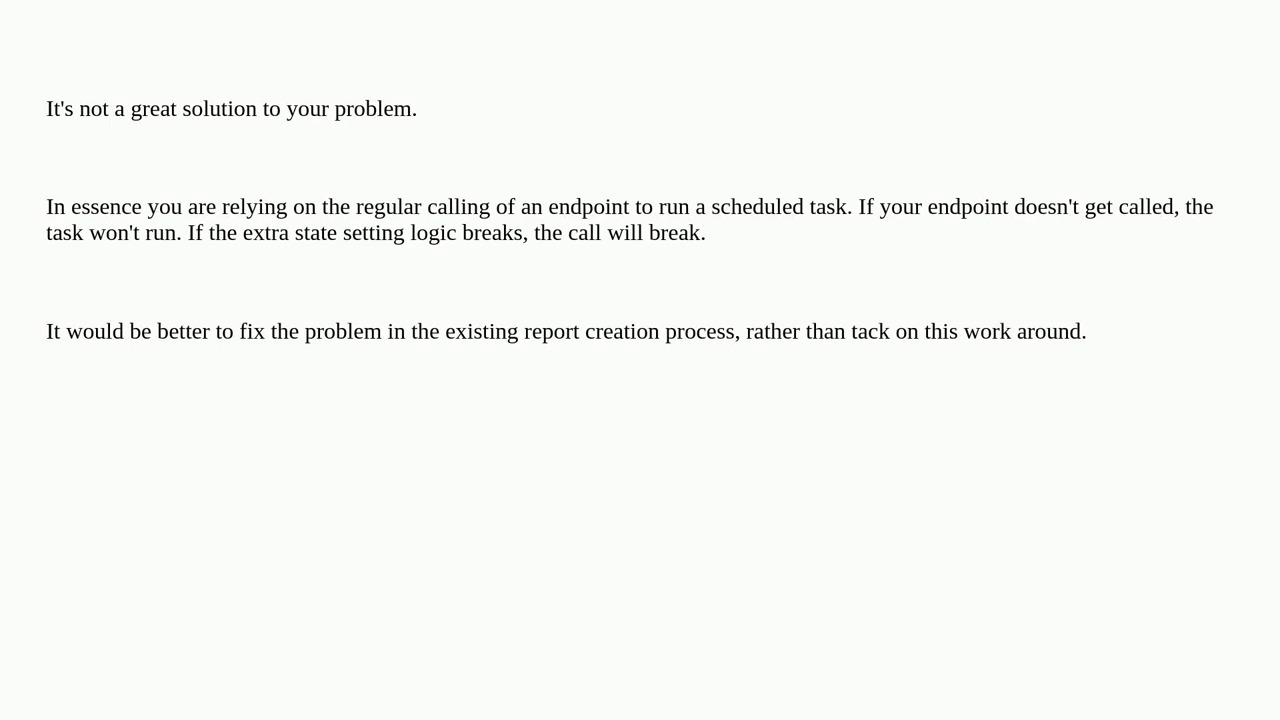 It's not a great solution to your problem.
In essence you are relying on the regular calling of an endpoint to run a scheduled task. If your endpoint doesn't get called, the
task won't run. If the extra state setting logic breaks, the call will break.
It would be better to fix the problem in the existing report creation process, rather than tack on this work around.